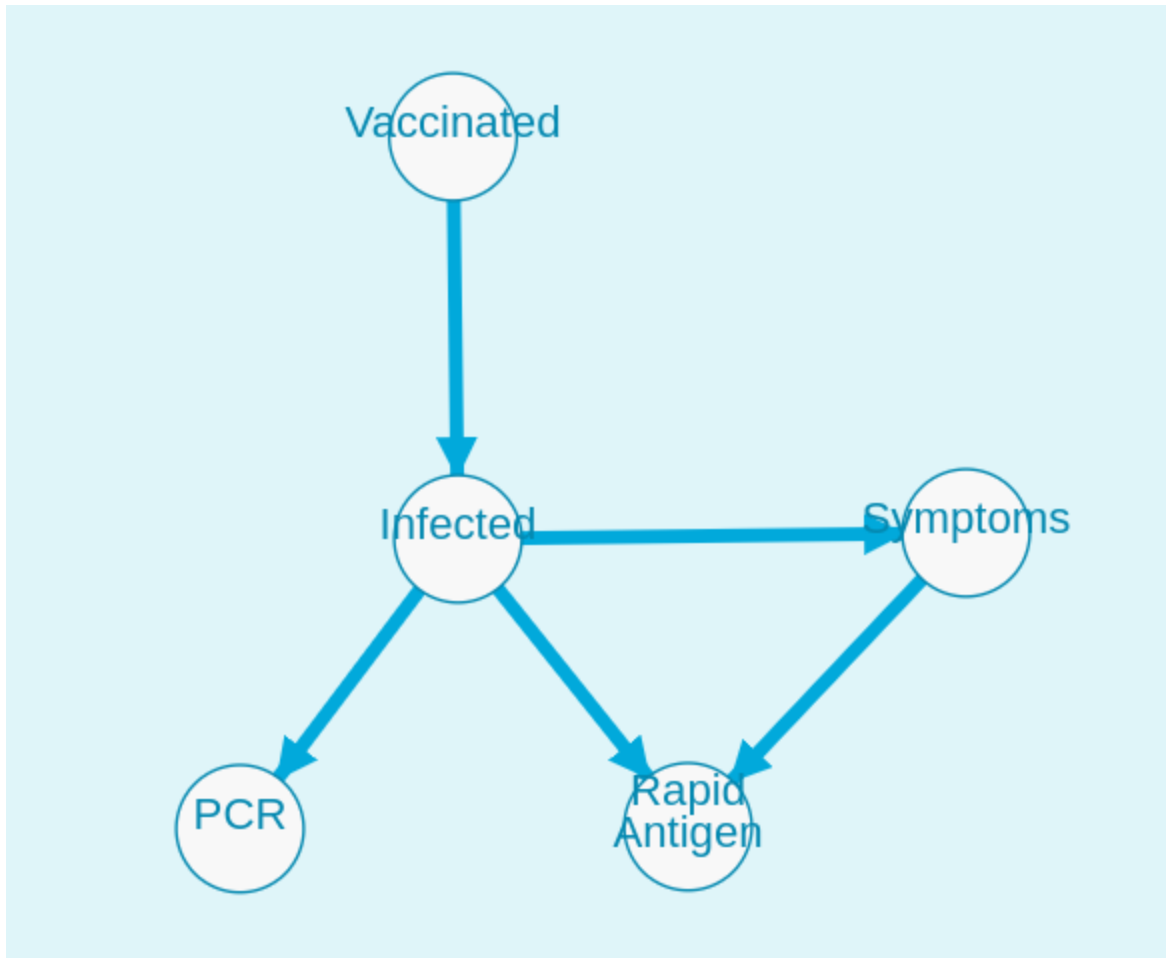 Vaccinated
Infected
Symptoms
PCR
Rapid
Antigen